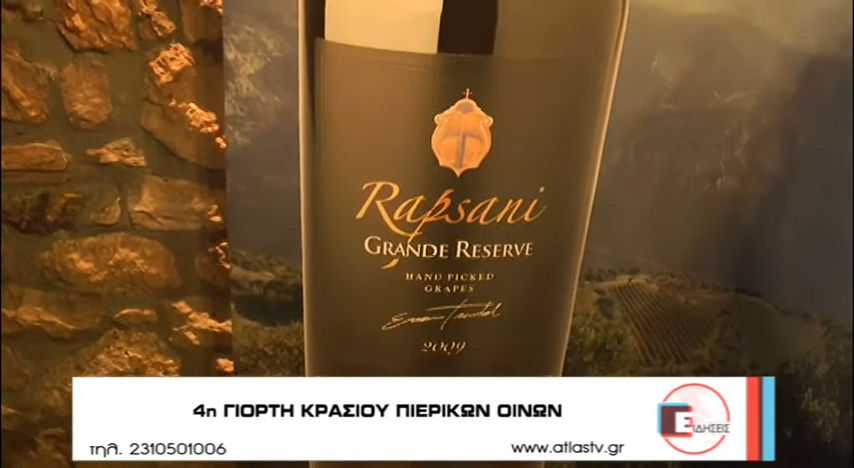 Rapsani
GRANDE RESERVE
HAND PICKED
GRAPES
2009
4η ΓΙΟΡΤΗ ΚΡΑΣΙΟΥ ΠΙΕΡΙΚΩΝ ΟΙΝΩΝ
ΕΙΔΗΣΕΙΣ
τηλ. 2310501006
www.atlastv.gr